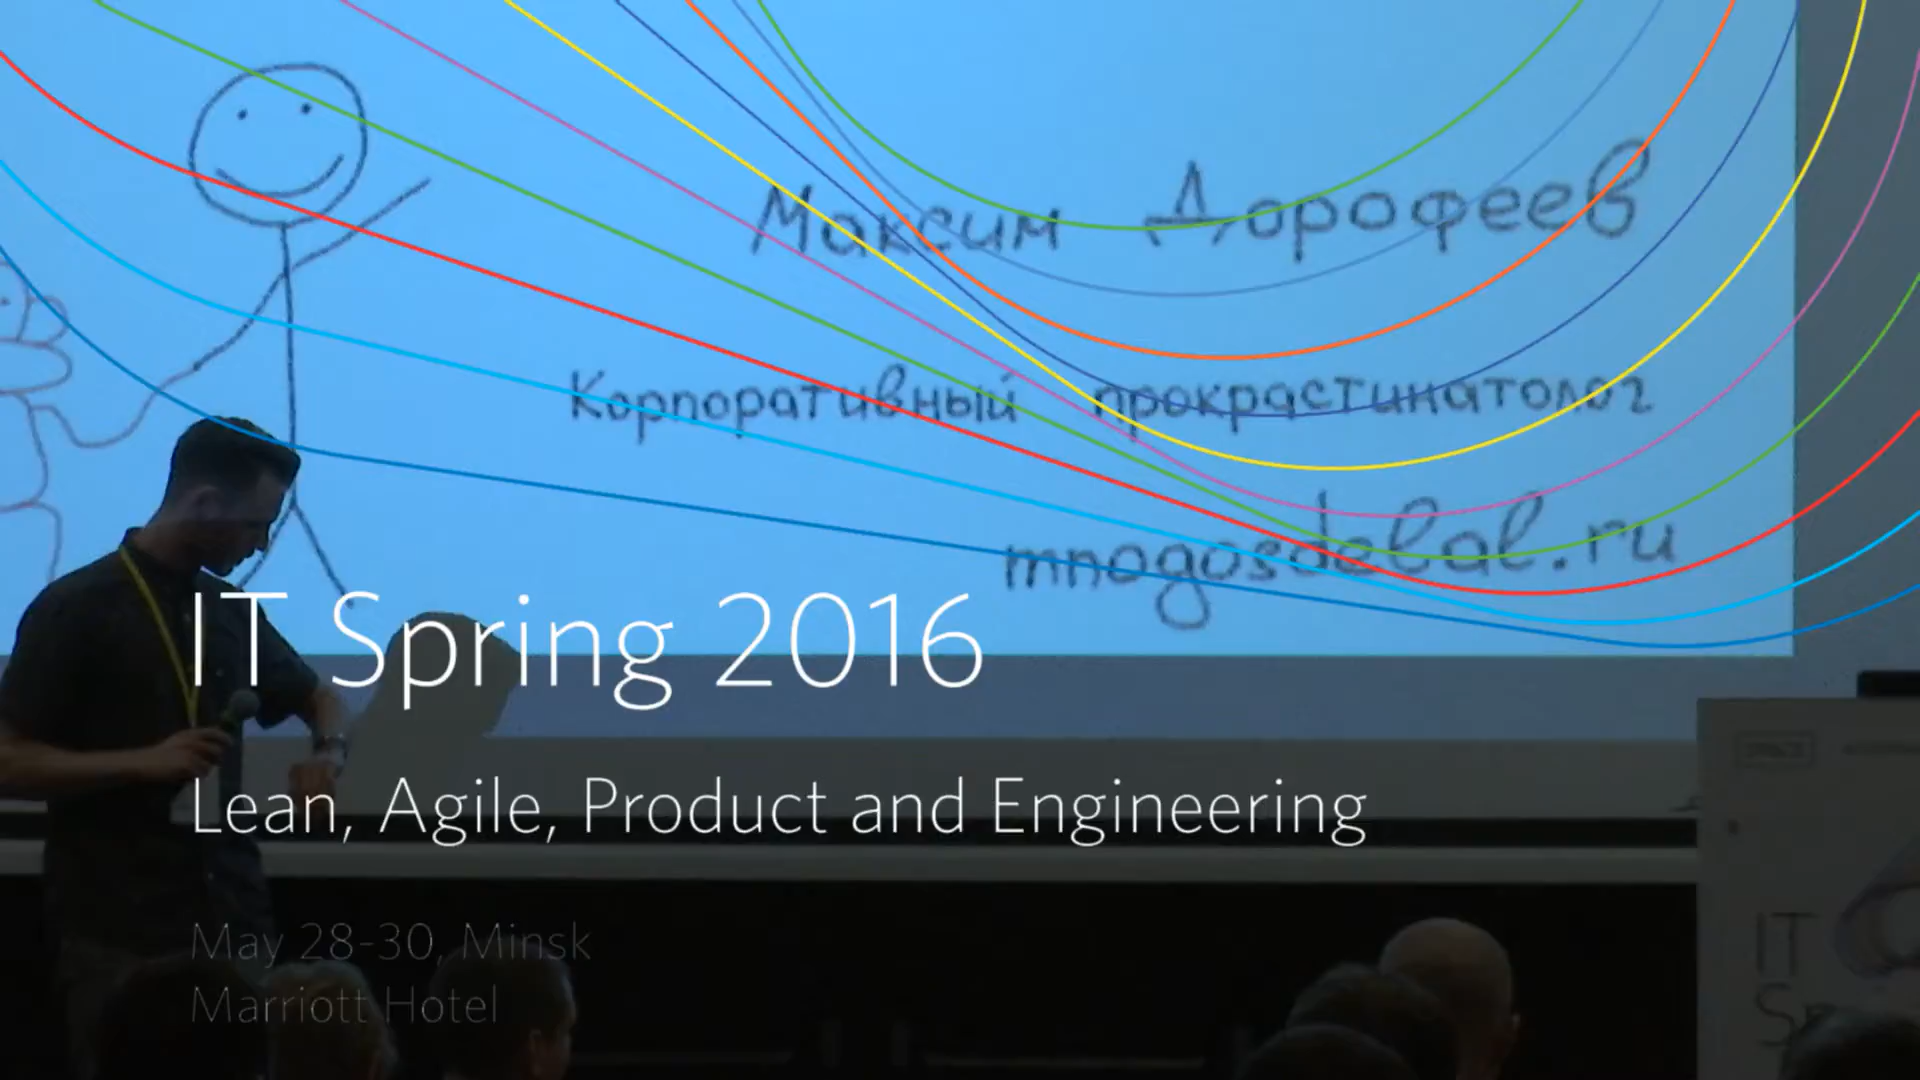 Максим Дорофеев
Корпоративный прокрастинатолог
mnogosdelal.ru
IT Spring 2016
Lean, Agile, Product and Engineering
May 28-30, Minsk
Marriott Hotel
IT